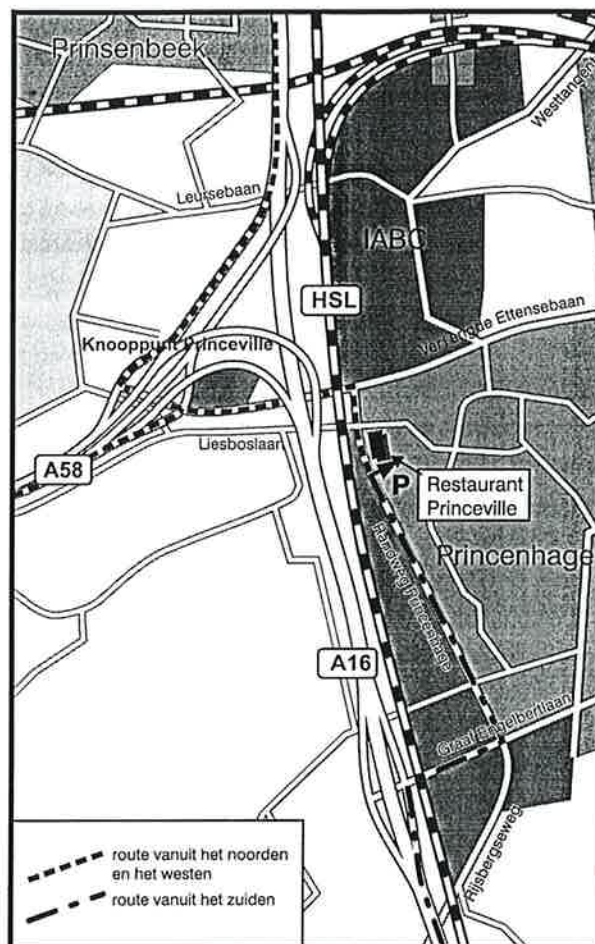 Prinsenbeek
Westtangent
Leursebaan
IABC
HSL
Verlengde Ettensebaan
Knooppunt Princeville
Liesboslaan
A58
P
Restaurant
Princeville
Princenhage
Randweg Princenhage
A16
Graaf Engelbertlaan
Rijsbergseweg
route vanuit het noorden
en het westen
route vanuit het zuiden